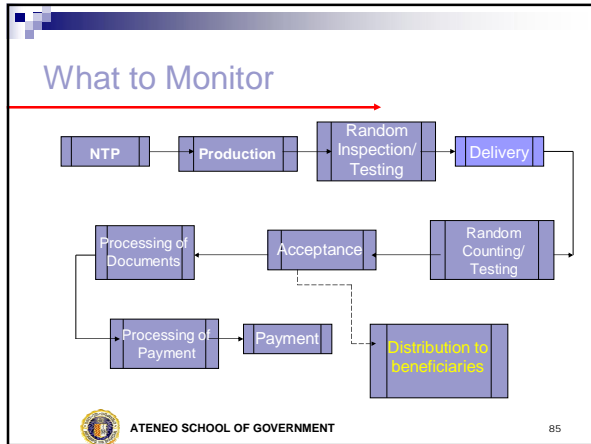 What to Monitor
NTP
Production
Random
Inspection/
Testing
Delivery
Random
Counting/
Testing
Acceptance
Processing of
Documents
Processing of
Payment
Payment
Distribution to
beneficiaries
ATENEO SCHOOL OF GOVERNMENT
85